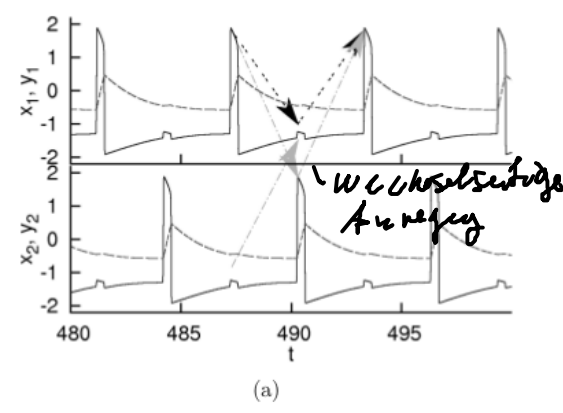 x₁, y₁
2
1
0
-1
-2
wechselseitige
Anregung
x₂, y₂
2
1
0
-1
-2
480
485
490
495
t
(a)